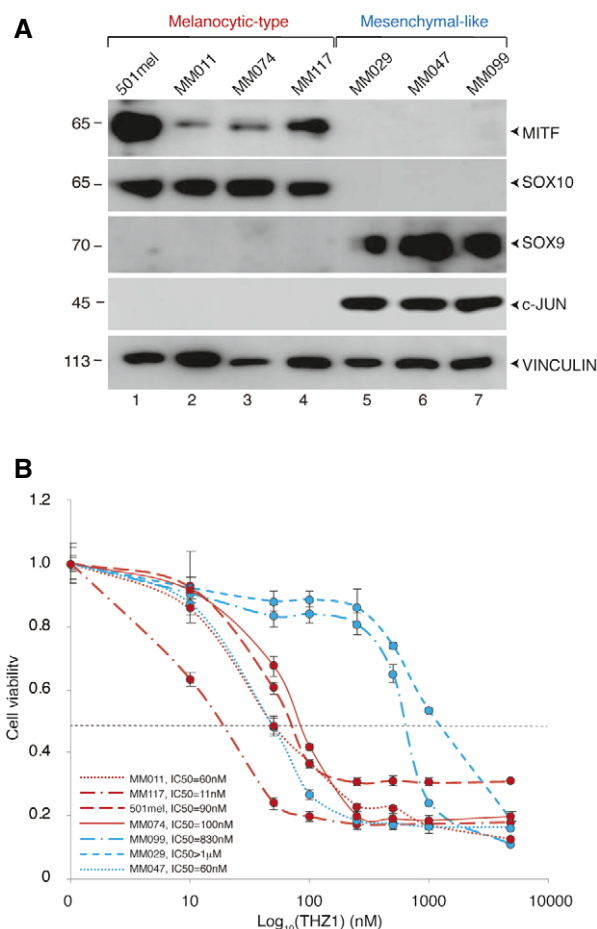 A
Melanocytic-type Mesenchymal-like
501mel MM011 MM074 MM117 MM029 MM047 MM099
65 MITF
65 SOX10
70 SOX9
45 c-JUN
113 VINCULIN
1 2 3 4 5 6 7
B
1.2
1.0
0.8
0.6
0.4
0.2
0
Cell viability
MM011, IC50=60nM
MM117, IC50=11nM
501mel, IC50=90nM
MM074, IC50=100nM
MM099, IC50=830nM
MM029, IC50>1µM
MM047, IC50=60nM
0 10 100 1000 10000
Log10(THZ1) (nM)